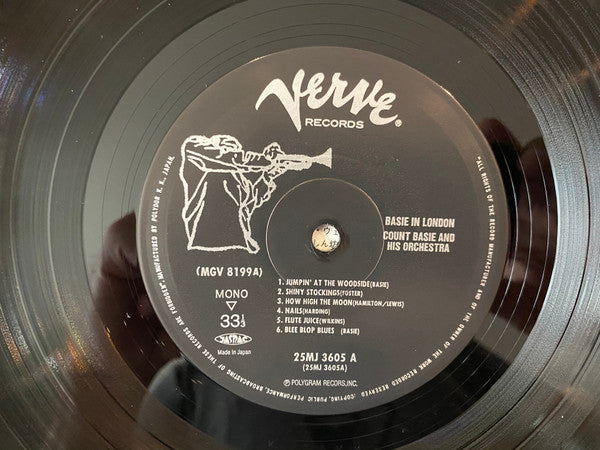 Verve®
RECORDS
BASIE IN LONDON
COUNT BASIE AND
HIS ORCHESTRA
(MGV 8199A)
MONO
33⅓
JASRAC
Made in Japan
1. JUMPIN' AT THE WOODSIDE(BASIE)
2. SHINY STOCKINGS(FOSTER)
3. HOW HIGH THE MOON(HAMILTON/LEWIS)
4. NAILS(HARDING)
5. FLUTE JUICE(WILKINS)
6. BLEE BLOP BLUES (BASIE)
25MJ 3605 A
(25MJ 3605A)
Ⓟ POLYGRAM RECORDS, INC.
"ALL RIGHTS OF THE RECORD MANUFACTURER AND OF THE OWNER OF THE WORK RECORDED RESERVED (COPYING, PUBLIC PERFORMANCE, BROADCASTING OF THESE RECORDS ARE FORBIDDEN". MANUFACTURED BY POLYDOR K. K., JAPAN.